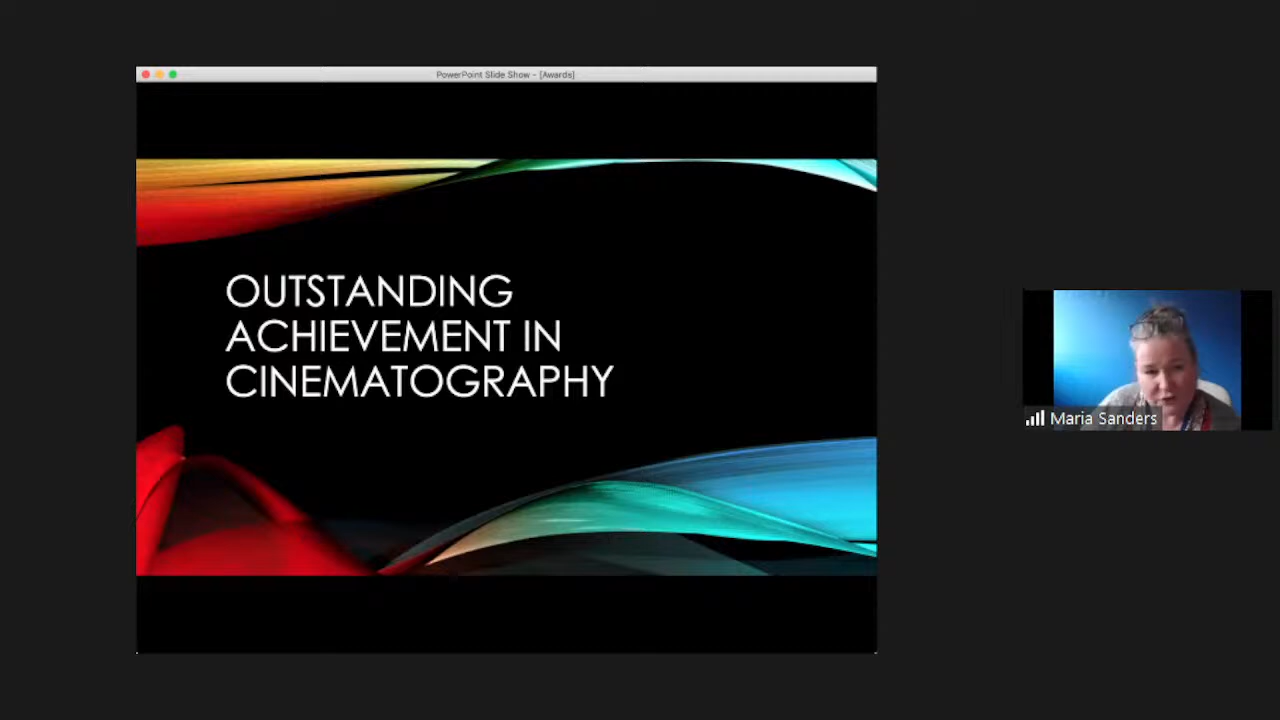 PowerPoint Slide Show - [Awards]
OUTSTANDING
ACHIEVEMENT IN
CINEMATOGRAPHY
Maria Sanders